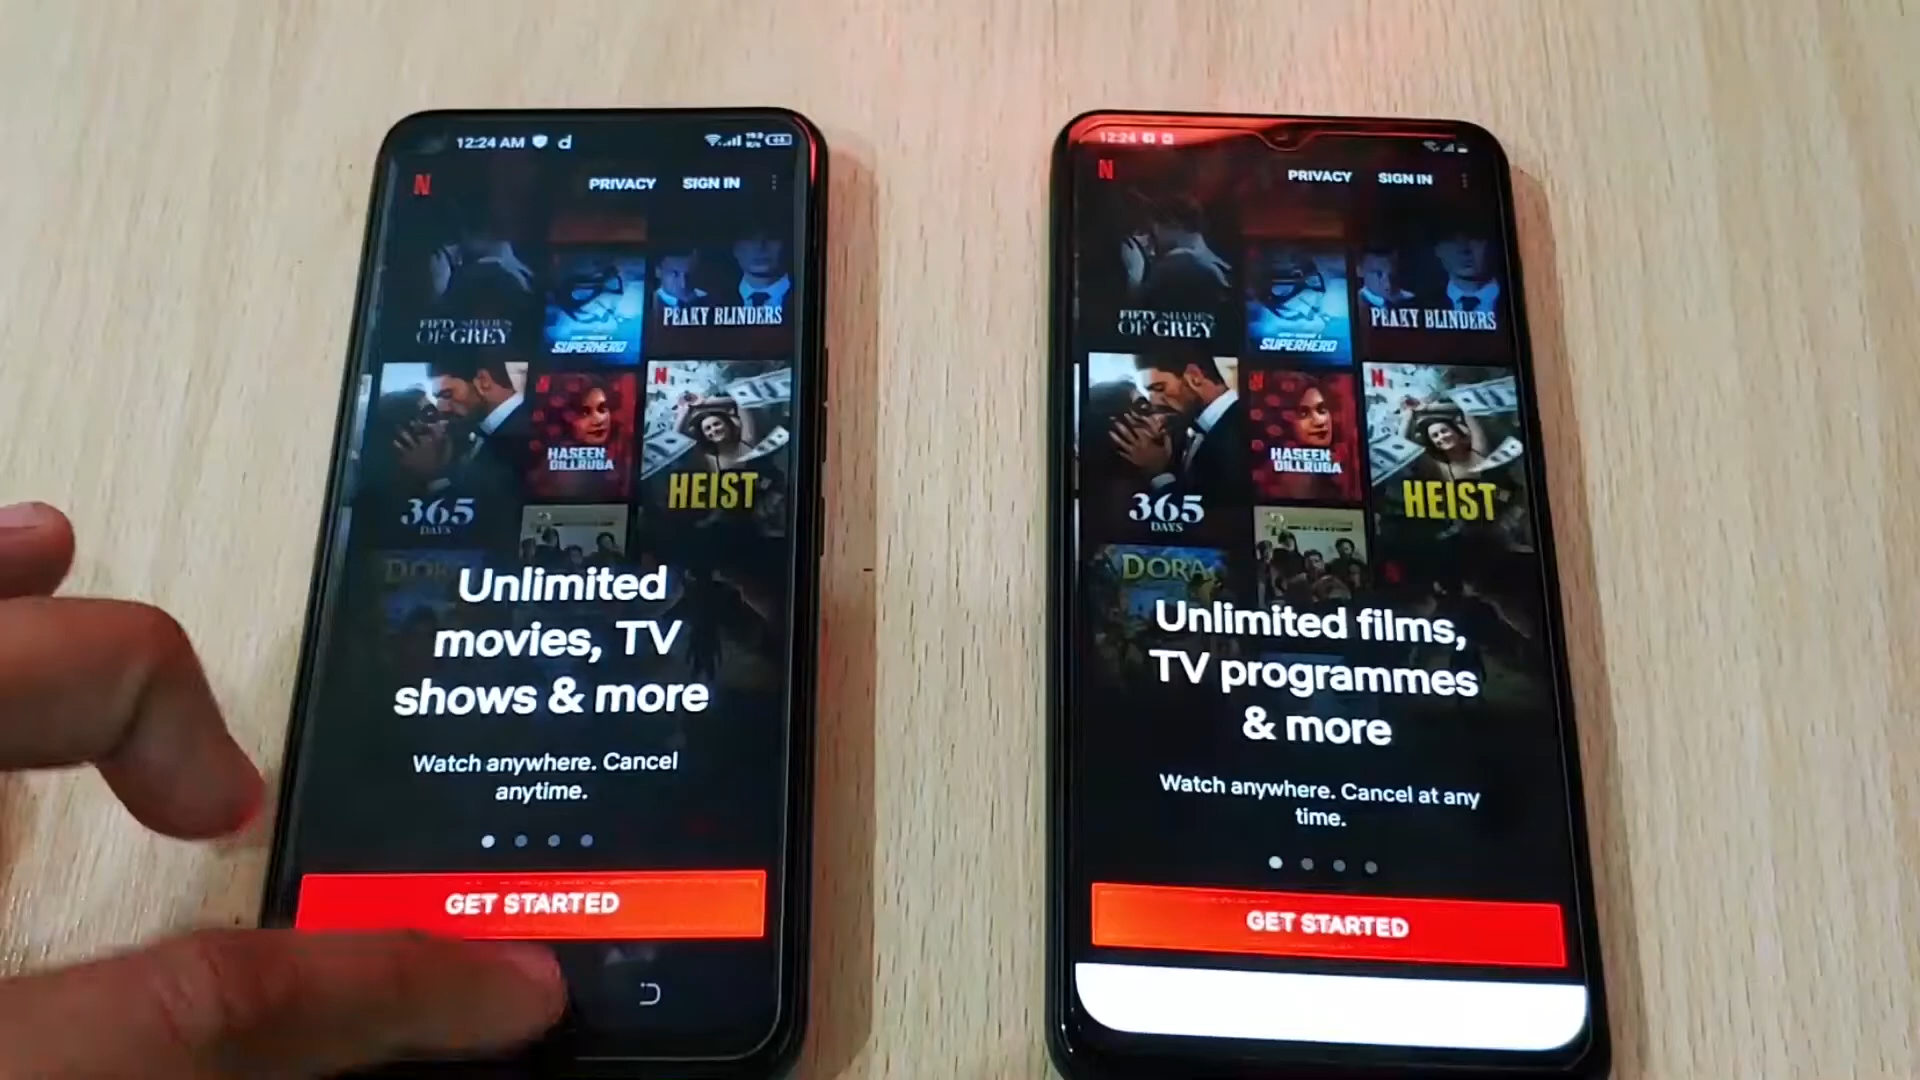 12:24 AM
N
PRIVACY
SIGN IN
FIFTY SHADES
OF GREY
SUPERHERO
PEAKY BLINDERS
365
DAYS
N
HASEEN
DILLRUBA
N
HEIST
DORA
Unlimited
movies, TV
shows & more
Watch anywhere. Cancel
anytime.
GET STARTED
12:24
N
PRIVACY
SIGN IN
FIFTY SHADES
OF GREY
SUPERHERO
PEAKY BLINDERS
365
DAYS
N
HASEEN
DILLRUBA
N
HEIST
DORA
Unlimited films,
TV programmes
& more
Watch anywhere. Cancel at any
time.
GET STARTED